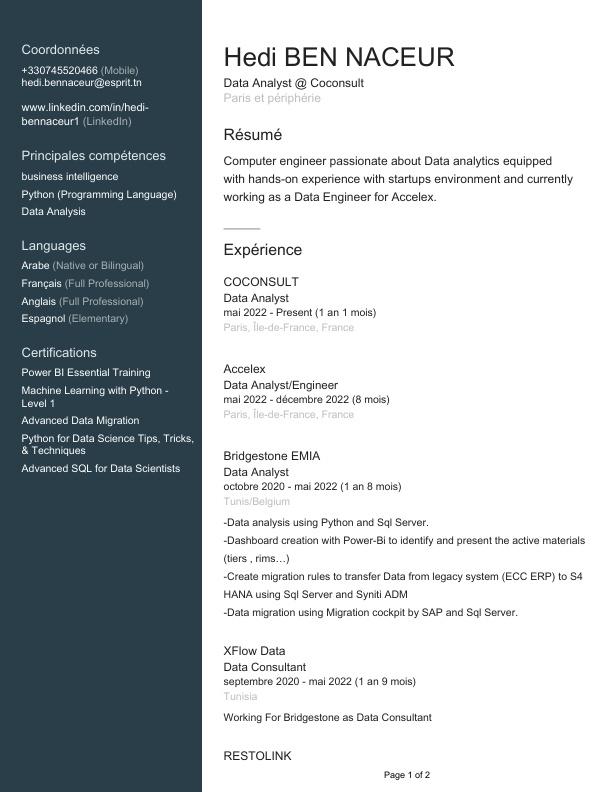 Coordonnées
+330745520466 (Mobile)
hedi.bennaceur@esprit.tn
www.linkedin.com/in/hedi-
bennaceur1 (LinkedIn)
Principales compétences
business intelligence
Python (Programming Language)
Data Analysis
Languages
Arabe (Native or Bilingual)
Français (Full Professional)
Anglais (Full Professional)
Espagnol (Elementary)
Certifications
Power BI Essential Training
Machine Learning with Python -
Level 1
Advanced Data Migration
Python for Data Science Tips, Tricks,
& Techniques
Advanced SQL for Data Scientists
Hedi BEN NACEUR
Data Analyst @ Coconsult
Paris et périphérie
Résumé
Computer engineer passionate about Data analytics equipped
with hands-on experience with startups environment and currently
working as a Data Engineer for Accelex.
Expérience
COCONSULT
Data Analyst
mai 2022 - Present (1 an 1 mois)
Paris, Île-de-France, France
Accelex
Data Analyst/Engineer
mai 2022 - décembre 2022 (8 mois)
Paris, Île-de-France, France
Bridgestone EMIA
Data Analyst
octobre 2020 - mai 2022 (1 an 8 mois)
Tunis/Belgium
-Data analysis using Python and Sql Server.
-Dashboard creation with Power-Bi to identify and present the active materials
(tiers , rims…)
-Create migration rules to transfer Data from legacy system (ECC ERP) to S4
HANA using Sql Server and Syniti ADM
-Data migration using Migration cockpit by SAP and Sql Server.
XFlow Data
Data Consultant
septembre 2020 - mai 2022 (1 an 9 mois)
Tunisia
Working For Bridgestone as Data Consultant
RESTOLINK
Page 1 of 2